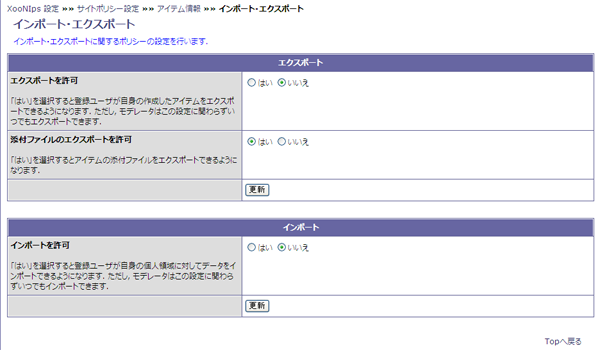 XooNIps 設定 »» サイトポリシー設定 »» アイテム情報 »» インポート・エクスポート
インポート・エクスポート
インポート・エクスポートに関するポリシーの設定を行います.
エクスポート
エクスポートを許可
はい いいえ
「はい」を選択すると登録ユーザが自身の作成したアイテムをエクスポ
ートできるようになります. ただし, モデレータはこの設定に関わらずい
つでもエクスポートできます.
添付ファイルのエクスポートを許可
はい いいえ
「はい」を選択するとアイテムの添付ファイルをエクスポートできるように
なります.
更新
インポート
インポートを許可
はい いいえ
「はい」を選択すると登録ユーザが自身の個人領域に対してデータをイ
ンポートできるようになります. ただし, モデレータはこの設定に関わら
ずいつでもインポートできます.
更新
Topへ戻る